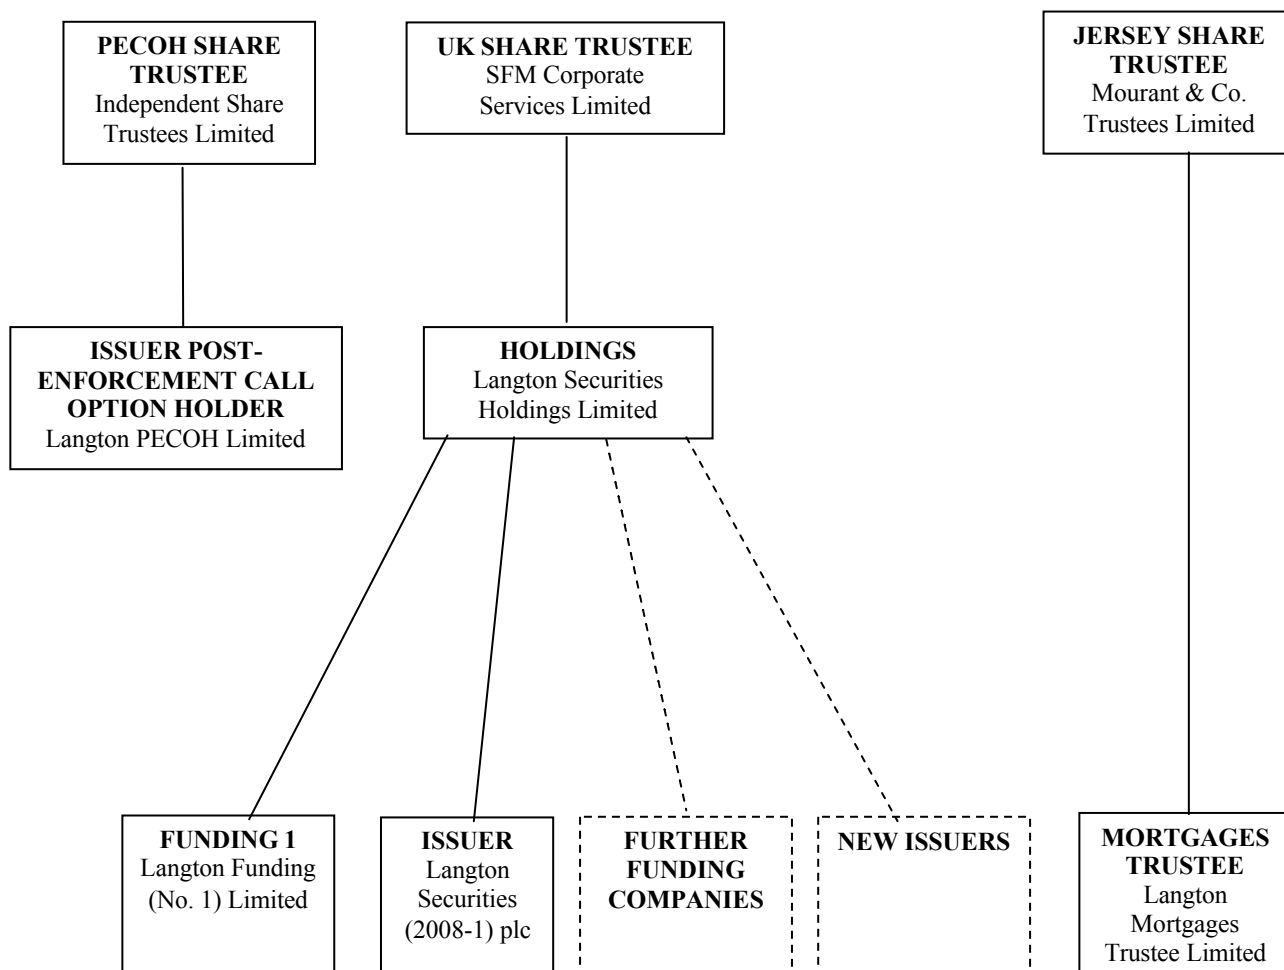 PECOH SHARE
TRUSTEE
Independent Share
Trustees Limited
UK SHARE TRUSTEE
SFM Corporate
Services Limited
JERSEY SHARE
TRUSTEE
Mourant & Co.
Trustees Limited
ISSUER POST-
ENFORCEMENT CALL
OPTION HOLDER
Langton PECOH Limited
HOLDINGS
Langton Securities
Holdings Limited
FUNDING 1
Langton Funding
(No. 1) Limited
ISSUER
Langton
Securities
(2008-1) plc
FURTHER
FUNDING
COMPANIES
NEW ISSUERS
MORTGAGES
TRUSTEE
Langton
Mortgages
Trustee Limited